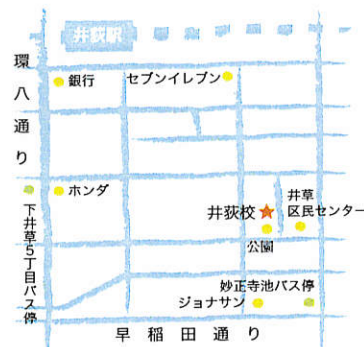 井荻駅
環八通り
銀行
セブンイレブン
ホンダ
下井草5丁目バス停
井荻校
井草
区民センター
公園
妙正寺池バス停
ジョナサン
早稲田通り